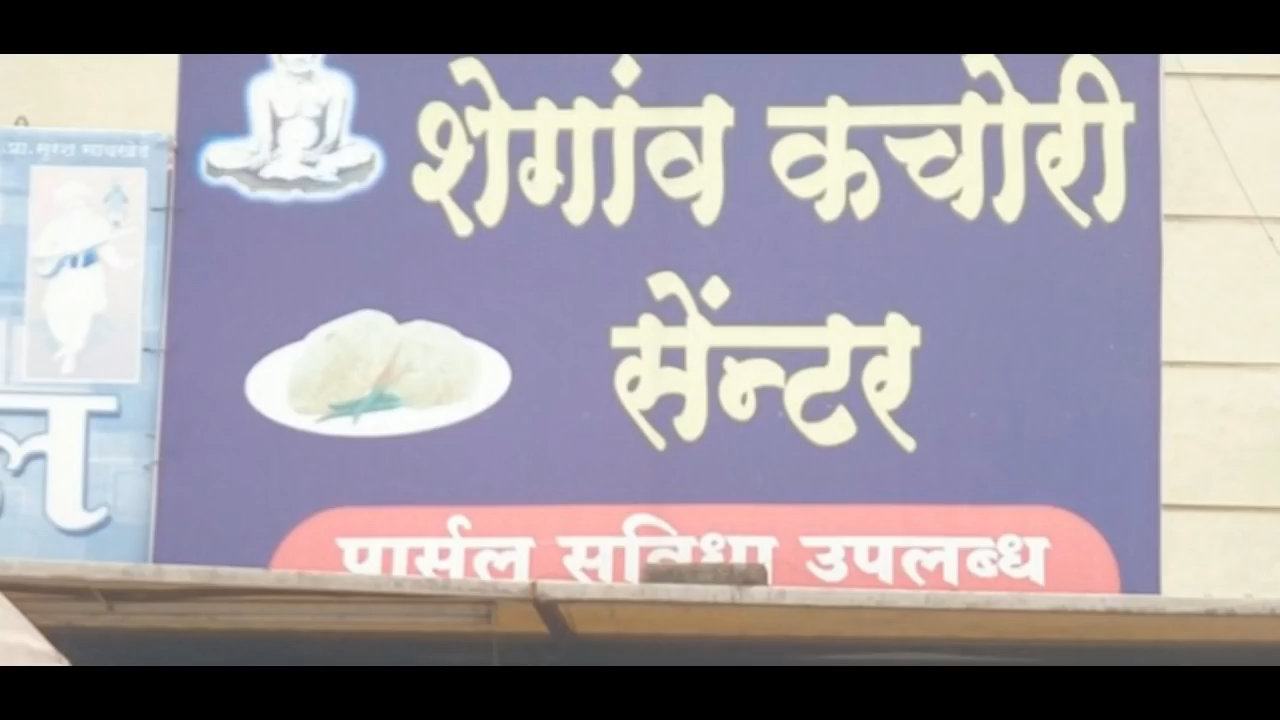 शेगांव कचोरी
सेंन्टर
पार्सल सुविधा उपलब्ध
प्रा. सुरेश
ल